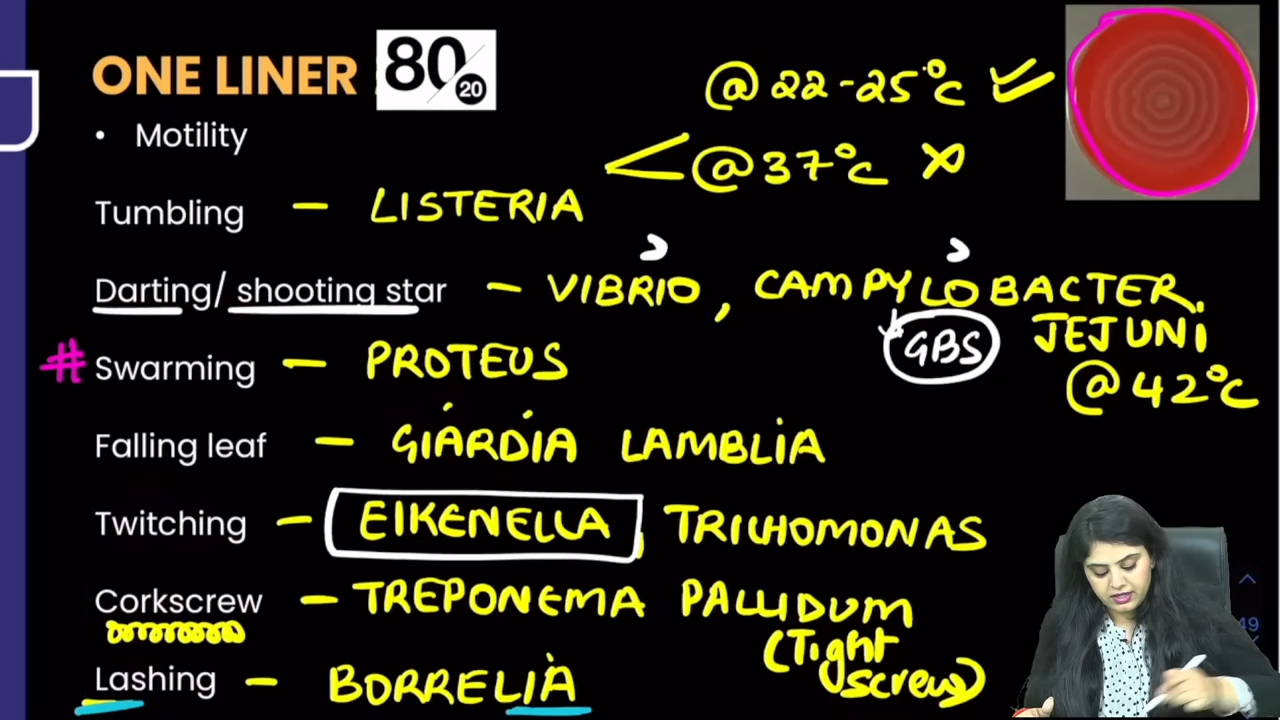 ONE LINER 80/20
@ 22-25°C ✓
• Motility
< @ 37°C ✗
Tumbling – LISTERIA
Darting/ shooting star – VIBRIO, CAMPYLOBACTER
GBS JEJUNI
@ 42°C
# Swarming – PROTEUS
Falling leaf – GIARDIA LAMBLIA
Twitching – EIKENELLA, TRICHOMONAS
Corkscrew – TREPONEMA PALLIDUM
(Tight
screw)
Lashing – BORRELIA
49